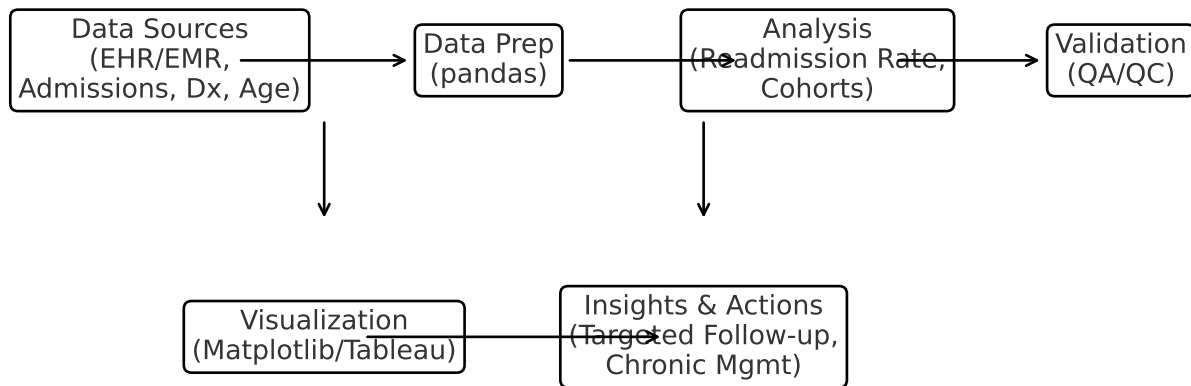 Data Sources
(EHR/EMR,
Admissions, Dx, Age)
Data Prep
(pandas)
Analysis
(Readmission Rate,
Cohorts)
Validation
(QA/QC)
Visualization
(Matplotlib/Tableau)
Insights & Actions
(Targeted Follow-up,
Chronic Mgmt)